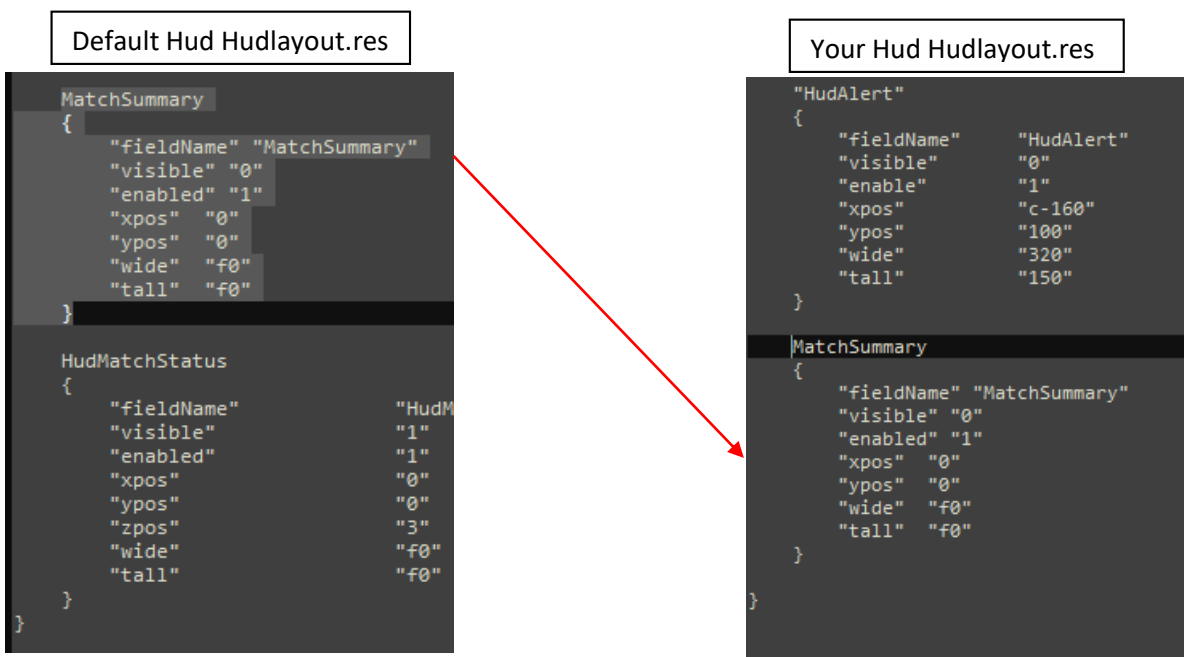 Default Hud Hudlayout.res
MatchSummary
{
"fieldName" "MatchSummary"
"visible" "0"
"enabled" "1"
"xpos" "0"
"ypos" "0"
"wide" "f0"
"tall" "f0"
}
HudMatchStatus
{
"fieldName" "HudM
"visible" "1"
"enabled" "1"
"xpos" "0"
"ypos" "0"
"zpos" "3"
"wide" "f0"
"tall" "f0"
}
}
Your Hud Hudlayout.res
"HudAlert"
{
"fieldName" "HudAlert"
"visible" "0"
"enable" "1"
"xpos" "c-160"
"ypos" "100"
"wide" "320"
"tall" "150"
}
MatchSummary
{
"fieldName" "MatchSummary"
"visible" "0"
"enabled" "1"
"xpos" "0"
"ypos" "0"
"wide" "f0"
"tall" "f0"
}
}